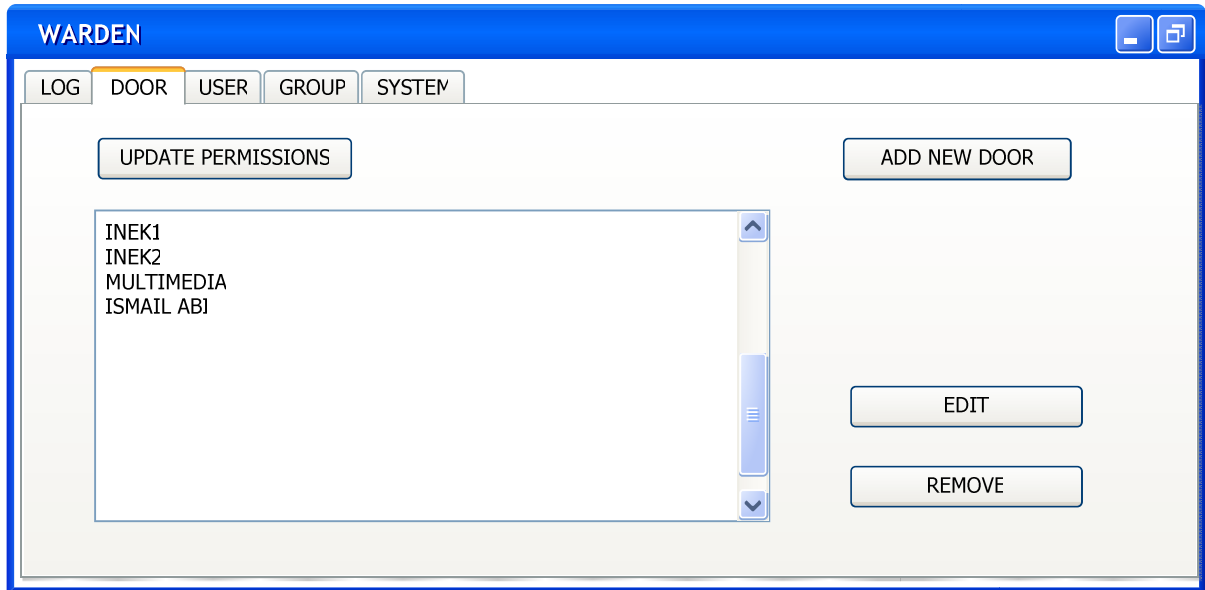 WARDEN
LOG DOOR USER GROUP SYSTEM
UPDATE PERMISSIONS ADD NEW DOOR
INEK1
INEK2
MULTIMEDIA
ISMAIL ABI
EDIT
REMOVE